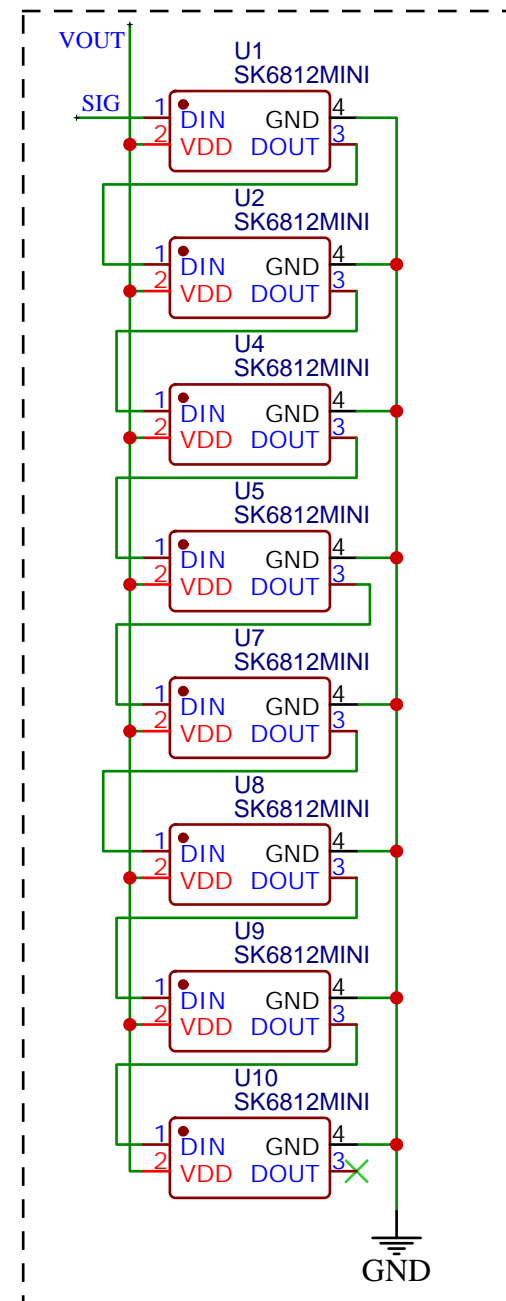 VOUT
U1
SK6812MINI
SIG
1 DIN GND 4
2 VDD DOUT 3
U2
SK6812MINI
1 DIN GND 4
2 VDD DOUT 3
U4
SK6812MINI
1 DIN GND 4
2 VDD DOUT 3
U5
SK6812MINI
1 DIN GND 4
2 VDD DOUT 3
U7
SK6812MINI
1 DIN GND 4
2 VDD DOUT 3
U8
SK6812MINI
1 DIN GND 4
2 VDD DOUT 3
U9
SK6812MINI
1 DIN GND 4
2 VDD DOUT 3
U10
SK6812MINI
1 DIN GND 4
2 VDD DOUT 3
GND